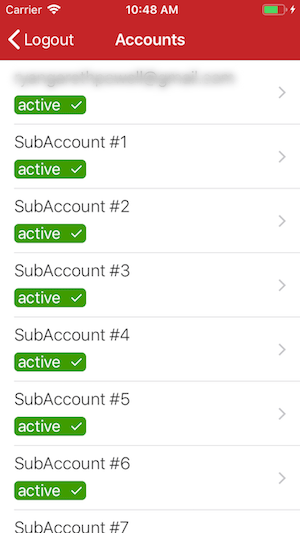 Carrier 10:48 AM
Logout Accounts
active
SubAccount #1
active
SubAccount #2
active
SubAccount #3
active
SubAccount #4
active
SubAccount #5
active
SubAccount #6
active
SubAccount #7